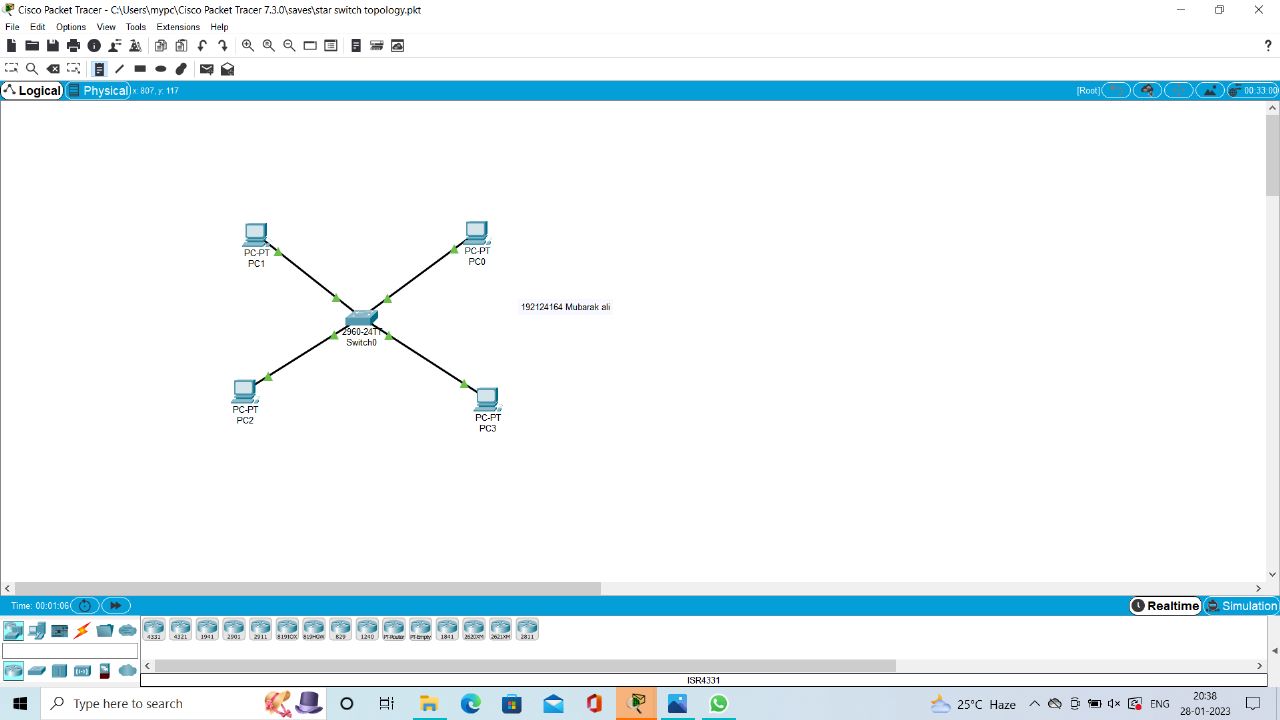 Cisco Packet Tracer - C:\Users\mypc\Cisco Packet Tracer 7.3.0\saves\star switch topology.pkt
File Edit Options View Tools Extensions Help
?
Logical Physical x: 807, y: 117 [Root] 00:33:00
PC-PT
PC1
PC-PT
PC0
192124164 Mubarak ali
2960-24TT
Switch0
PC-PT
PC2
PC-PT
PC3
Time: 00:01:06 Realtime Simulation
4331 4321 1941 2901 2911 819IOX 819HGW 829 1240 PT-Router PT-Empty 1841 2620XM 2621XM 2811
ISR4331
Type here to search 25°C Haze ENG 20:38
28-01-2023